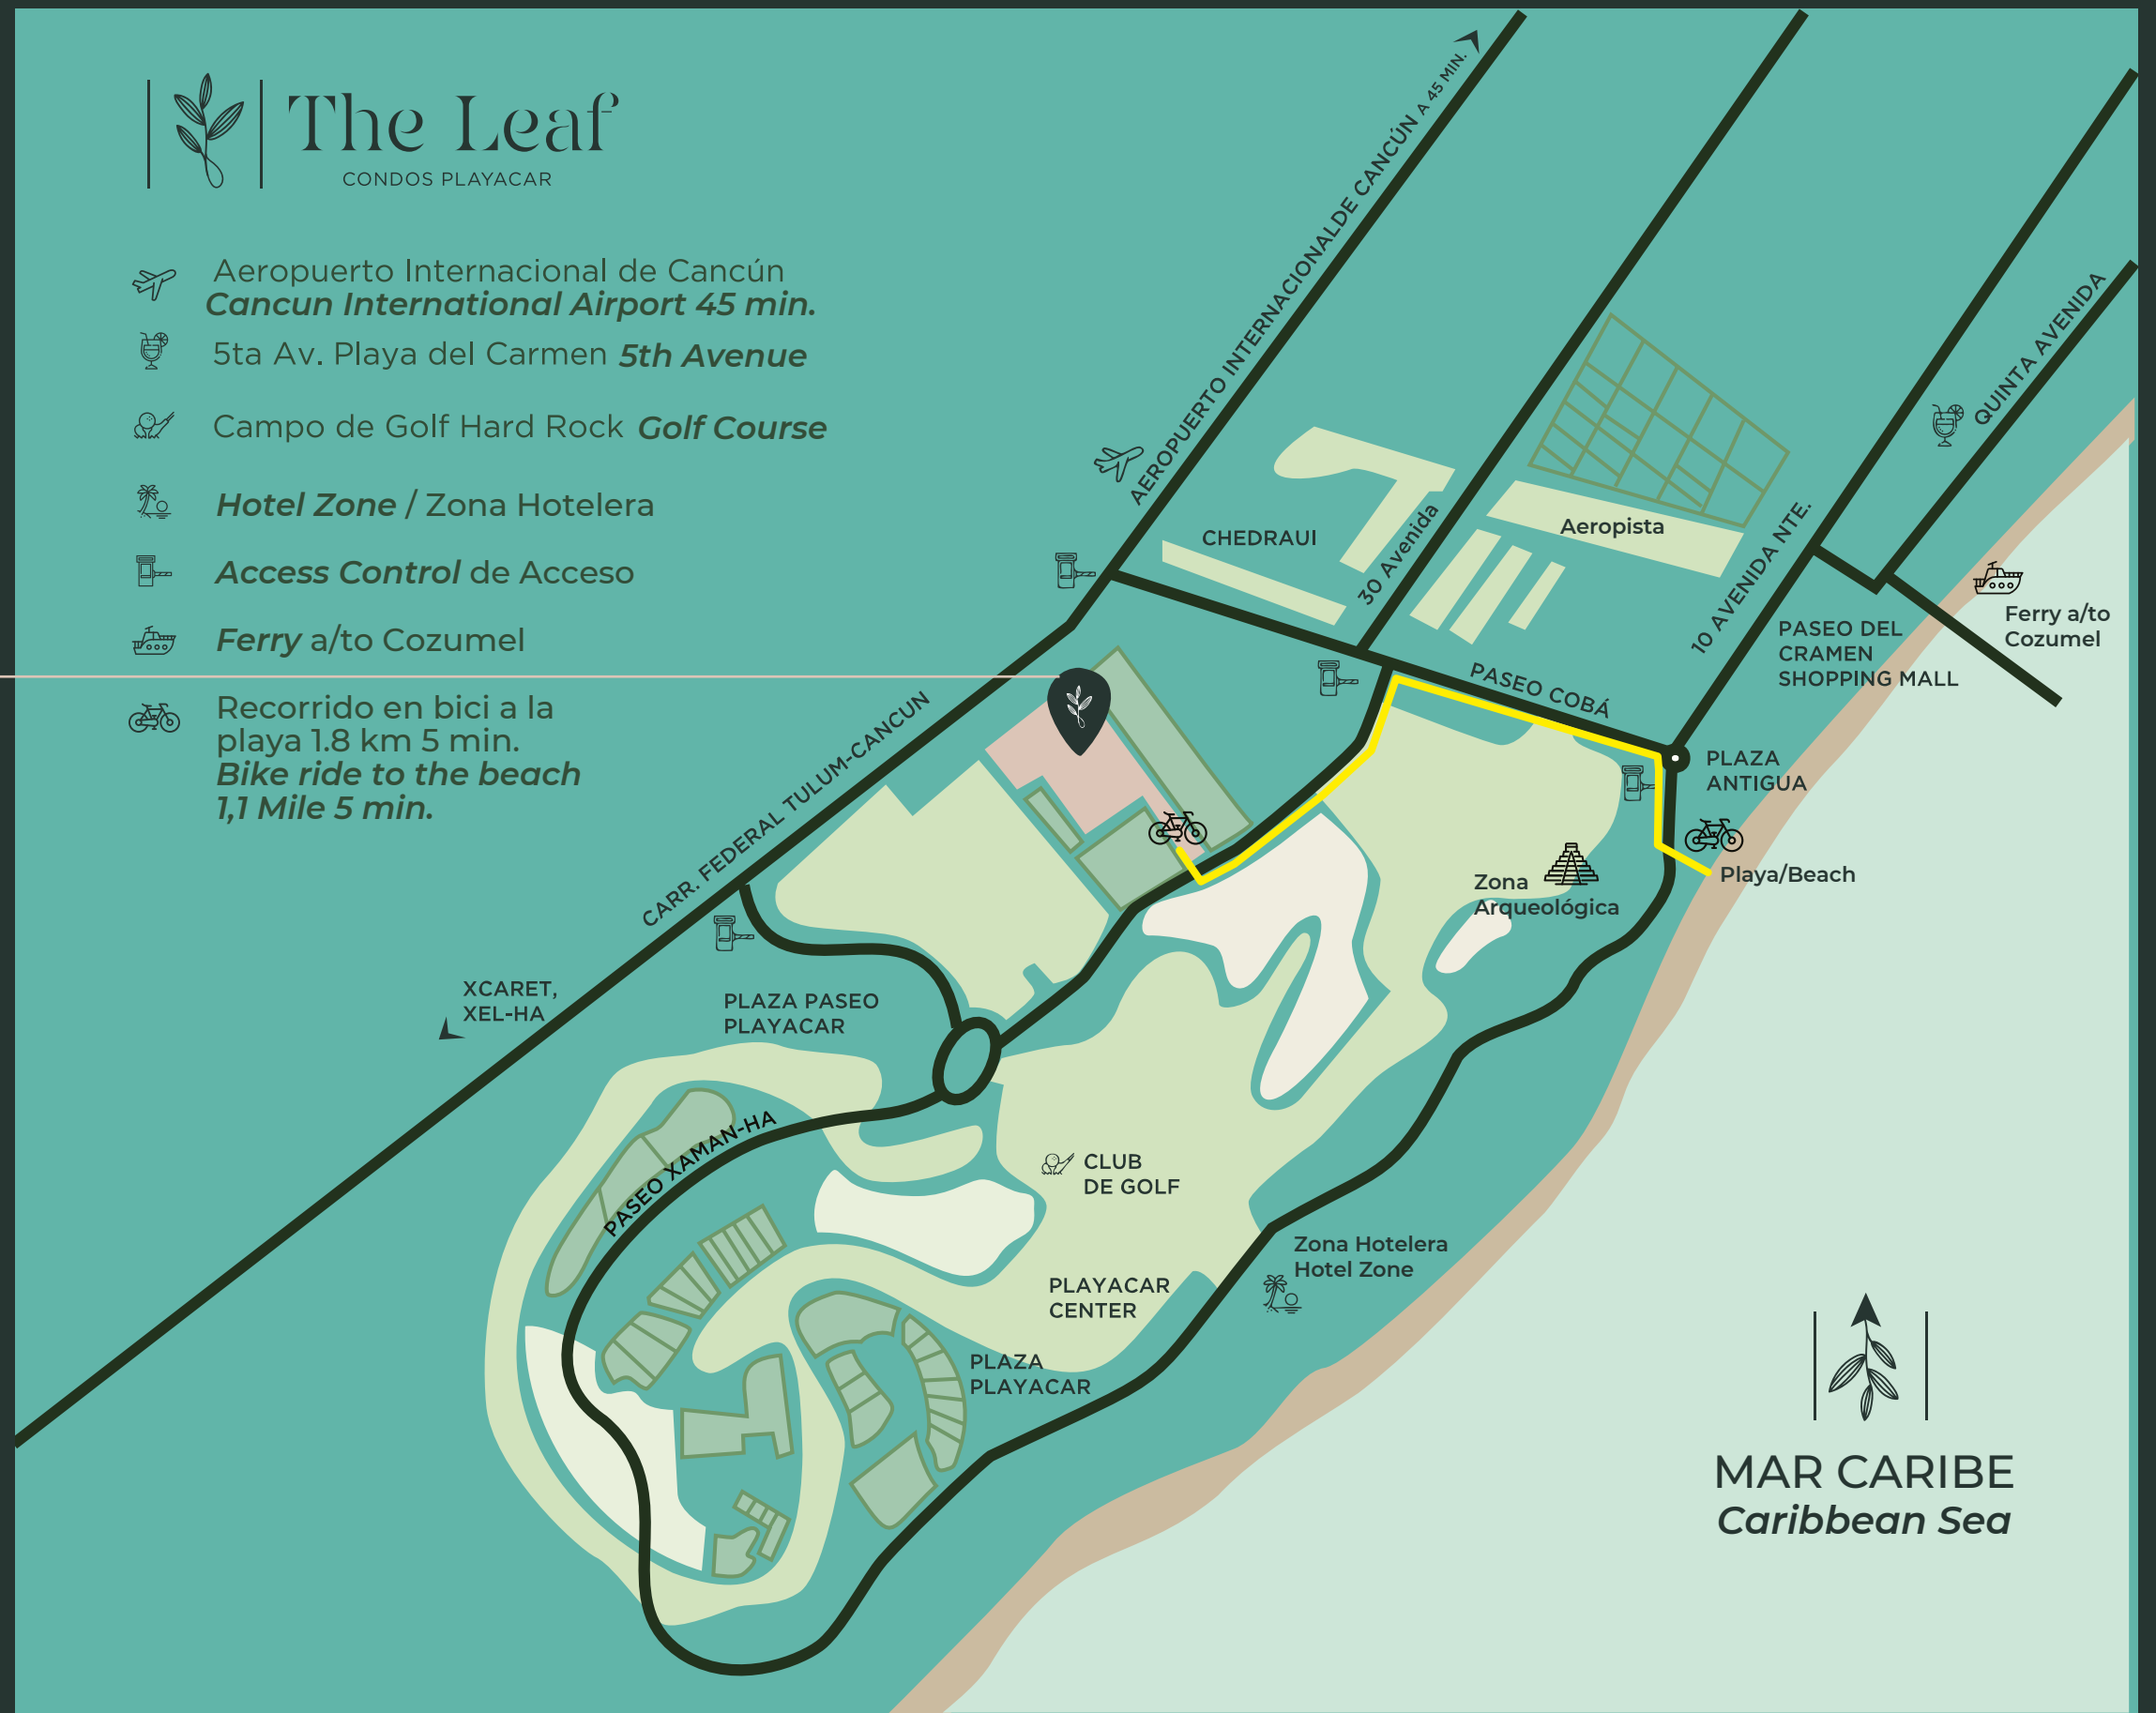 The Leaf
CONDOS PLAYACAR
Aeropuerto Internacional de Cancún
Cancun International Airport 45 min.
5ta Av. Playa del Carmen 5th Avenue
Campo de Golf Hard Rock Golf Course
Hotel Zone / Zona Hotelera
Access Control de Acceso
Ferry a/to Cozumel
Recorrido en bici a la
playa 1.8 km 5 min.
Bike ride to the beach
1,1 Mile 5 min.
AEROPUERTO INTERNACIONALDE CANCÚN A 45 MIN.
QUINTA AVENIDA
CHEDRAUI
30 Avenida
Aeropista
10 AVENIDA NTE.
Ferry a/to
Cozumel
PASEO DEL
CRAMEN
SHOPPING MALL
PASEO COBÁ
PLAZA
ANTIGUA
CARR. FEDERAL TULUM-CANCUN
Playa/Beach
Zona
Arqueológica
XCARET,
XEL-HA
PLAZA PASEO
PLAYACAR
PASEO XAMAN-HA
CLUB
DE GOLF
Zona Hotelera
Hotel Zone
PLAYACAR
CENTER
PLAZA
PLAYACAR
MAR CARIBE
Caribbean Sea